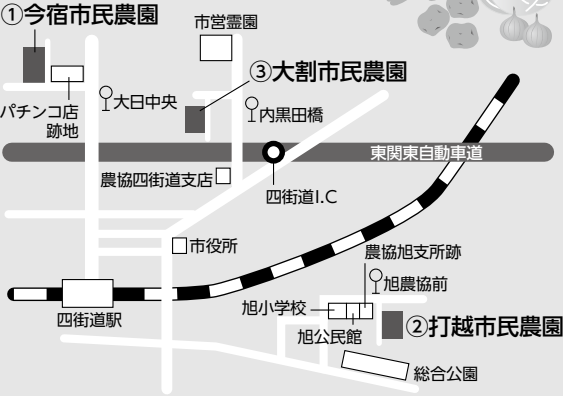 ①今宿市民農園
市営霊園
③大割市民農園
パチンコ店
跡地
大日中央
内黒田橋
東関東自動車道
農協四街道支店
四街道I.C
市役所
農協旭支所跡
旭農協前
四街道駅
旭小学校
旭公民館
②打越市民農園
総合公園